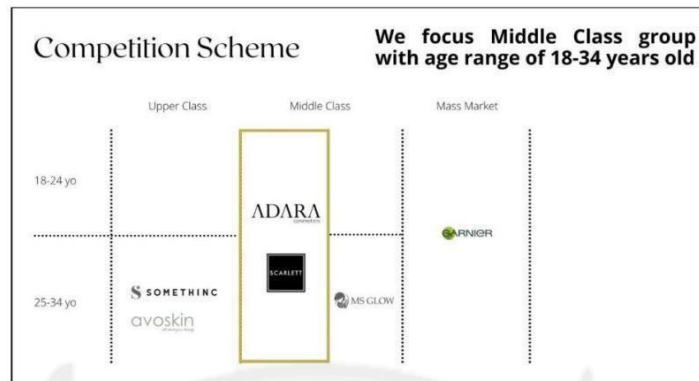 Competition Scheme
We focus Middle Class group
with age range of 18-34 years old
Upper Class
Middle Class
Mass Market
18-24 yo
ADARA
cosmetics
GARNIER
SCARLETT
25-34 yo
SOMETHINC
MS GLOW
avoskin